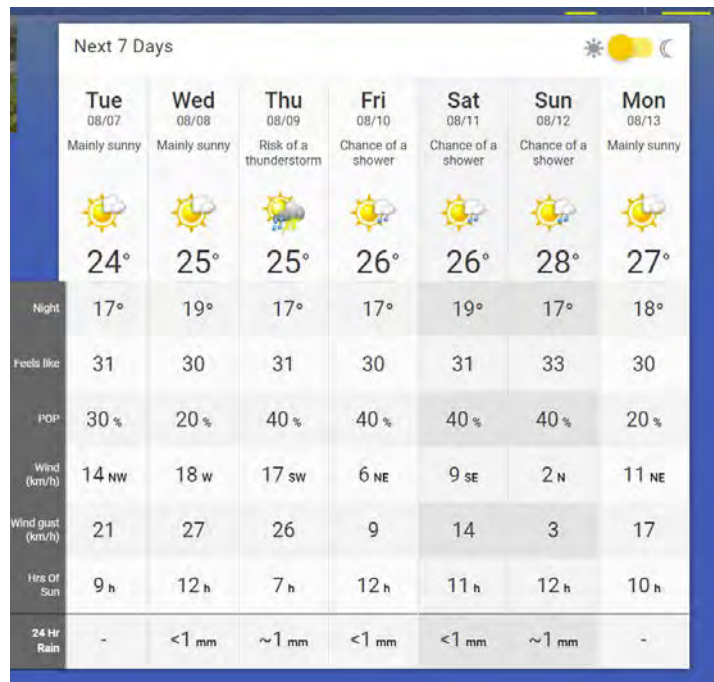 Next 7 Days
Tue Wed Thu Fri Sat Sun Mon
08/07 08/08 08/09 08/10 08/11 08/12 08/13
Mainly sunny Mainly sunny Risk of a thunderstorm Chance of a shower Chance of a shower Chance of a shower Mainly sunny
24° 25° 25° 26° 26° 28° 27°
Night 17° 19° 17° 17° 19° 17° 18°
Feels like 31 30 31 30 31 33 30
POP 30 % 20 % 40 % 40 % 40 % 40 % 20 %
Wind (km/h) 14 NW 18 W 17 SW 6 NE 9 SE 2 N 11 NE
Wind gust (km/h) 21 27 26 9 14 3 17
Hrs Of Sun 9 h 12 h 7 h 12 h 11 h 12 h 10 h
24 Hr Rain - <1 mm ~1 mm <1 mm <1 mm ~1 mm -